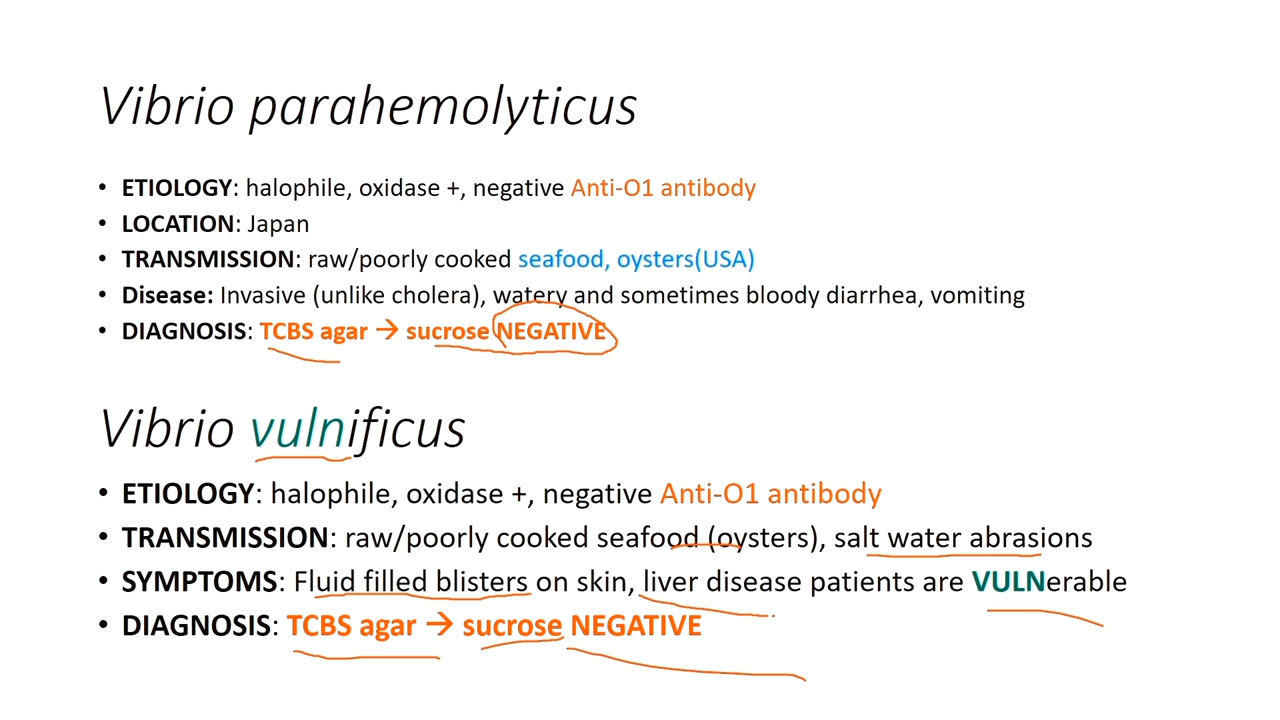 Vibrio parahemolyticus
• ETIOLOGY: halophile, oxidase +, negative Anti-O1 antibody
• LOCATION: Japan
• TRANSMISSION: raw/poorly cooked seafood, oysters(USA)
• Disease: Invasive (unlike cholera), watery and sometimes bloody diarrhea, vomiting
• DIAGNOSIS: TCBS agar → sucrose NEGATIVE
Vibrio vulnificus
• ETIOLOGY: halophile, oxidase +, negative Anti-O1 antibody
• TRANSMISSION: raw/poorly cooked seafood (oysters), salt water abrasions
• SYMPTOMS: Fluid filled blisters on skin, liver disease patients are VULNerable
• DIAGNOSIS: TCBS agar → sucrose NEGATIVE